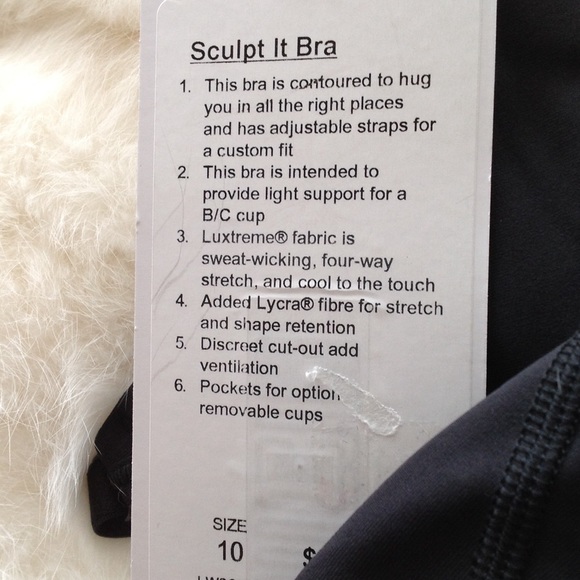 Sculpt It Bra
1. This bra is contoured to hug
you in all the right places
and has adjustable straps for
a custom fit
2. This bra is intended to
provide light support for a
B/C cup
3. Luxtreme® fabric is
sweat-wicking, four-way
stretch, and cool to the touch
4. Added Lycra® fibre for stretch
and shape retention
5. Discreet cut-out add
ventilation
6. Pockets for option
removable cups
SIZE
10 $